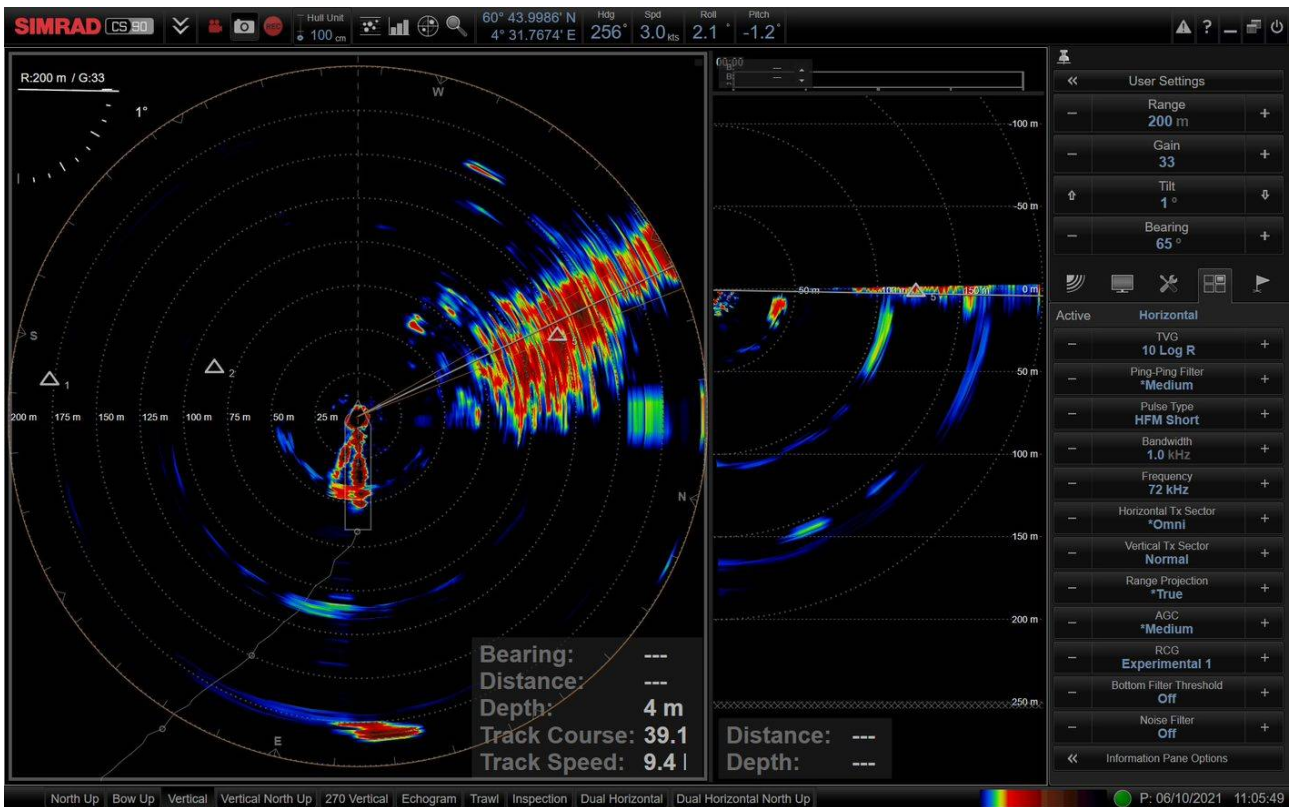 SIMRAD CS90
REC
Hull Unit
100 cm
60° 43.9986' N
4° 31.7674' E
Hdg
256°
Spd
3.0 kts
Roll
2.1 °
Pitch
-1.2°
?
R:200 m / G:33
1°
W
S
N
E
1
2
200 m 175 m 150 m 125 m 100 m 75 m 50 m 25 m
Bearing: ---
Distance: ---
Depth: 4 m
Track Course: 39.1
Track Speed: 9.4
00:00
-100 m
-50 m
50 m 100 m 150 m 0 m
5
50 m
100 m
150 m
200 m
250 m
Distance: ---
Depth: ---
User Settings
Range
200 m
Gain
33
Tilt
1 °
Bearing
65 °
Active Horizontal
TVG
10 Log R
Ping-Ping Filter
*Medium
Pulse Type
HFM Short
Bandwidth
1.0 kHz
Frequency
72 kHz
Horizontal Tx Sector
*Omni
Vertical Tx Sector
Normal
Range Projection
*True
AGC
*Medium
RCG
Experimental 1
Bottom Filter Threshold
Off
Noise Filter
Off
Information Pane Options
North Up Bow Up Vertical Vertical North Up 270 Vertical Echogram Trawl Inspection Dual Horizontal Dual Horizontal North Up
P: 06/10/2021 11:05:49